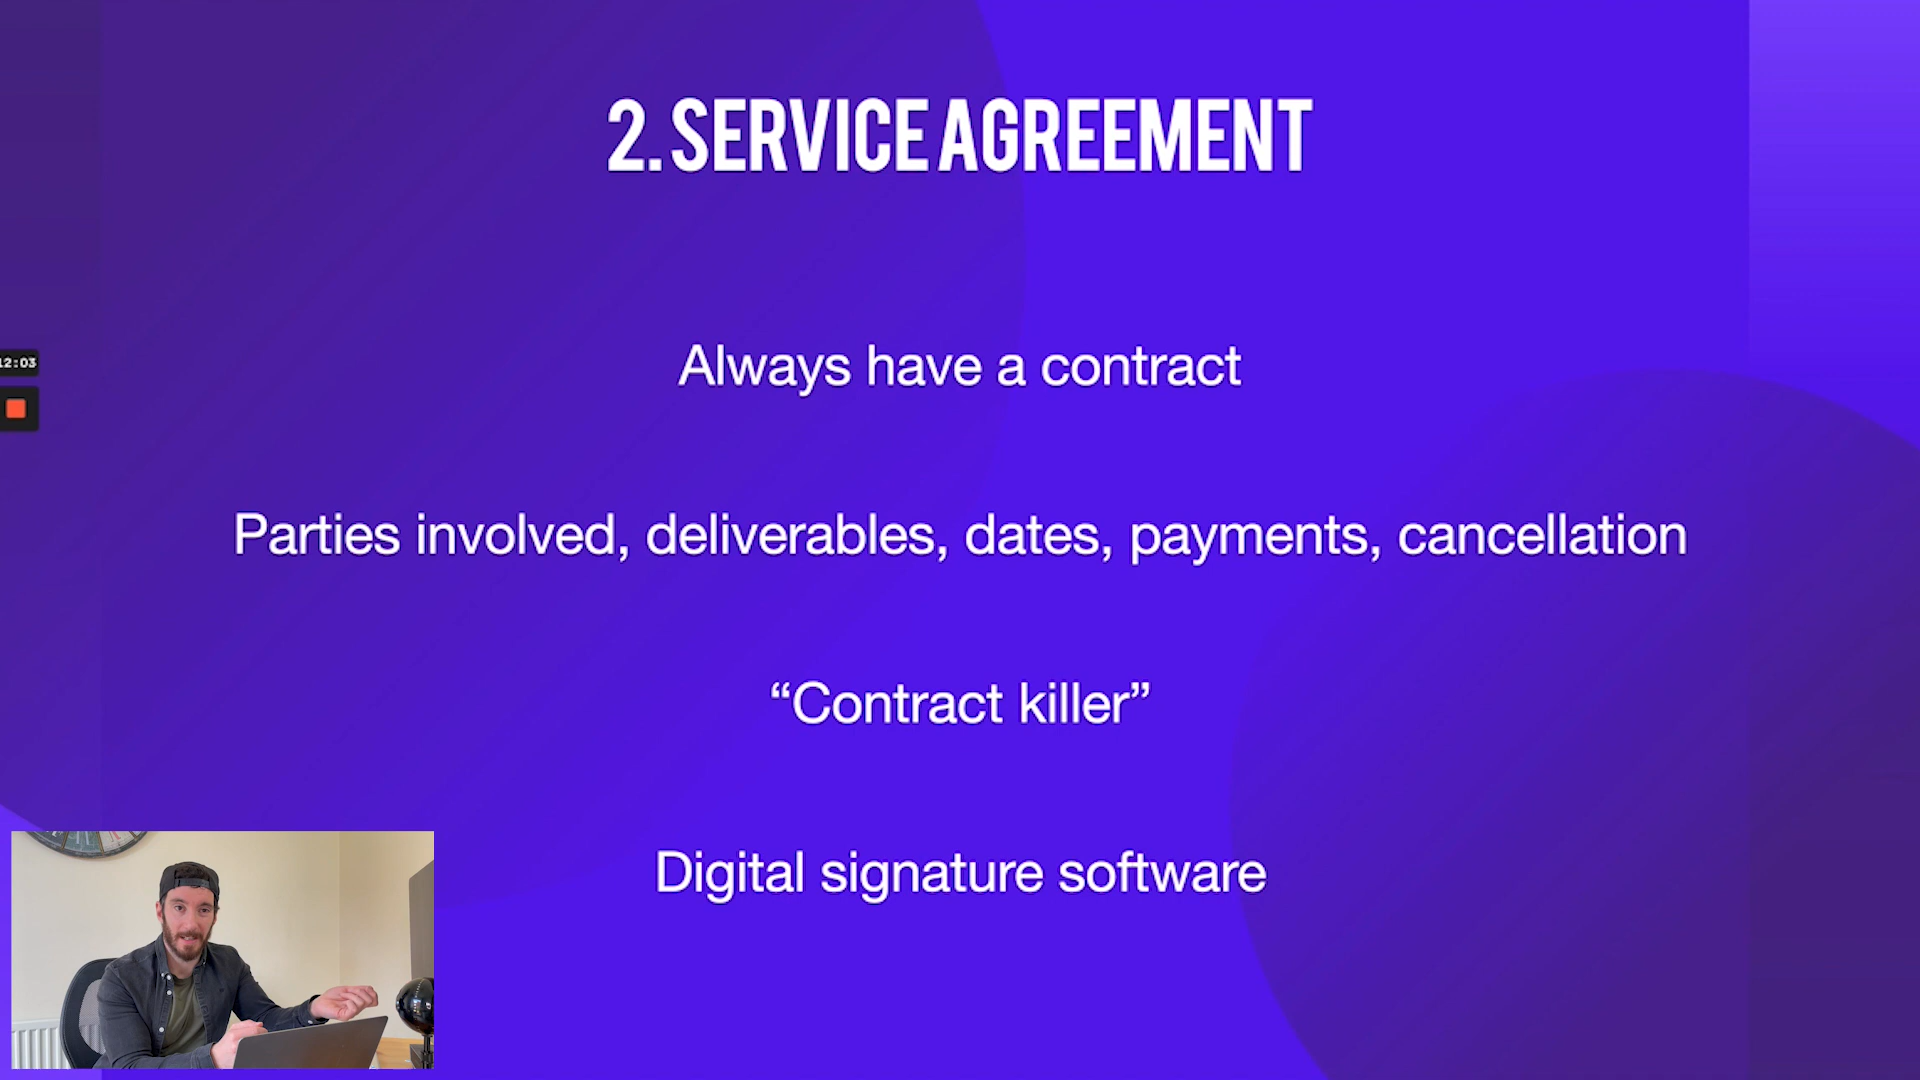 2. SERVICE AGREEMENT
Always have a contract
12:03
Parties involved, deliverables, dates, payments, cancellation
“Contract killer”
Digital signature software